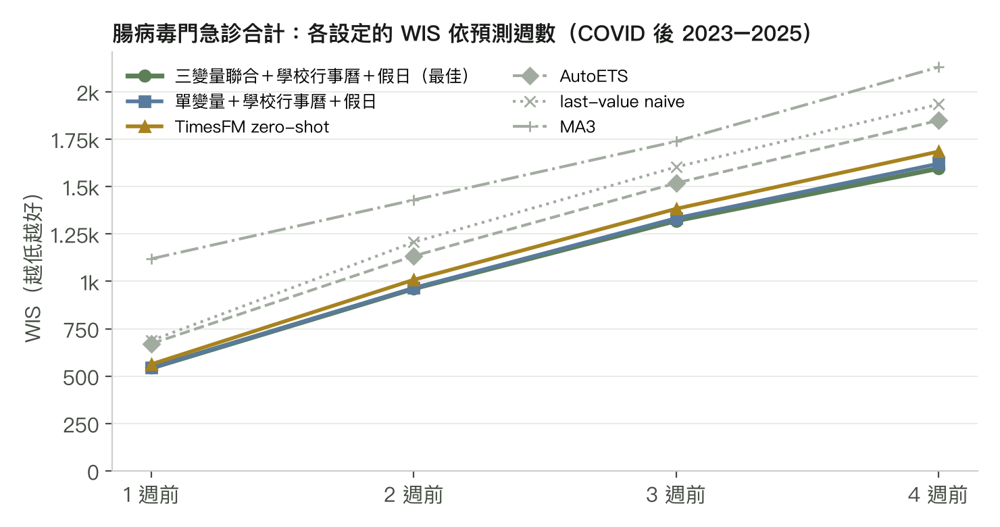 腸病毒門急診合計：各設定的 WIS 依預測週數（COVID 後 2023–2025）
三變量聯合＋學校行事曆＋假日（最佳）
單變量＋學校行事曆＋假日
TimesFM zero–shot
AutoETS
last–value naive
MA3
WIS（越低越好）
2k
1.75k
1.5k
1.25k
1k
750
500
250
0
1 週前
2 週前
3 週前
4 週前